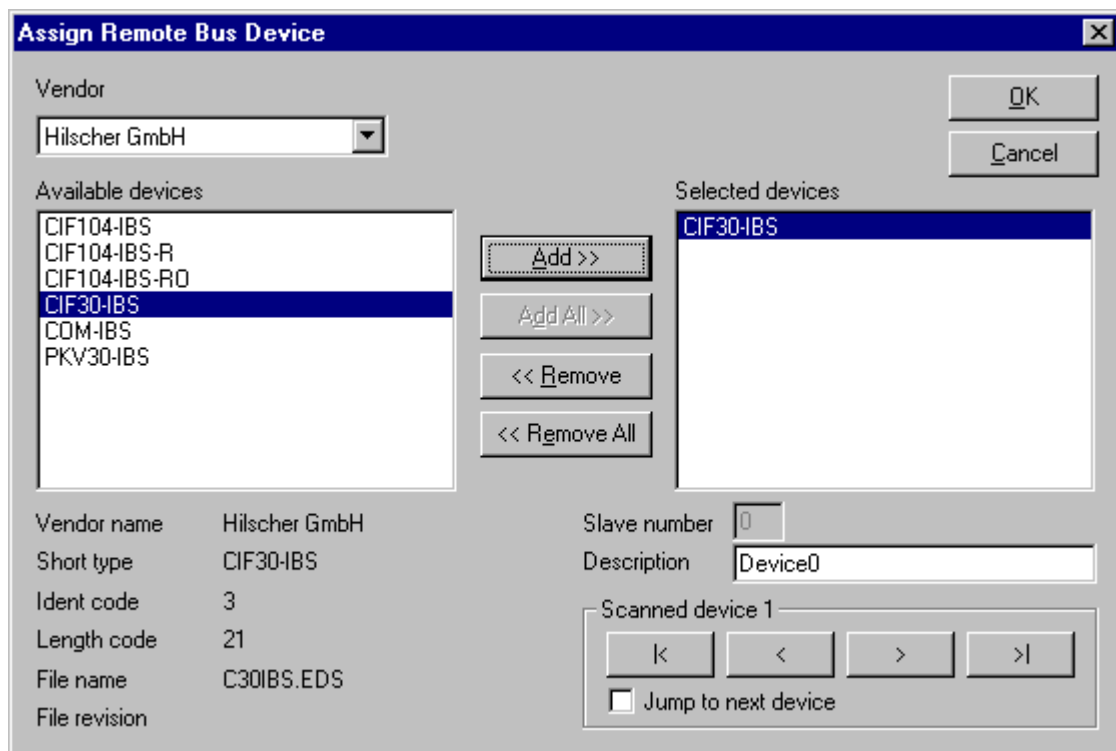 Assign Remote Bus Device
Vendor
Hilscher GmbH
OK
Cancel
Available devices
Selected devices
CIF104-IBS
CIF104-IBS-R
CIF104-IBS-RO
CIF30-IBS
COM-IBS
PKV30-IBS
Add >>
Add All >>
<< Remove
<< Remove All
CIF30-IBS
Vendor name Hilscher GmbH
Short type CIF30-IBS
Ident code 3
Length code 21
File name C30IBS.EDS
File revision
Slave number 0
Description Device0
Scanned device 1
|< < > >|
Jump to next device